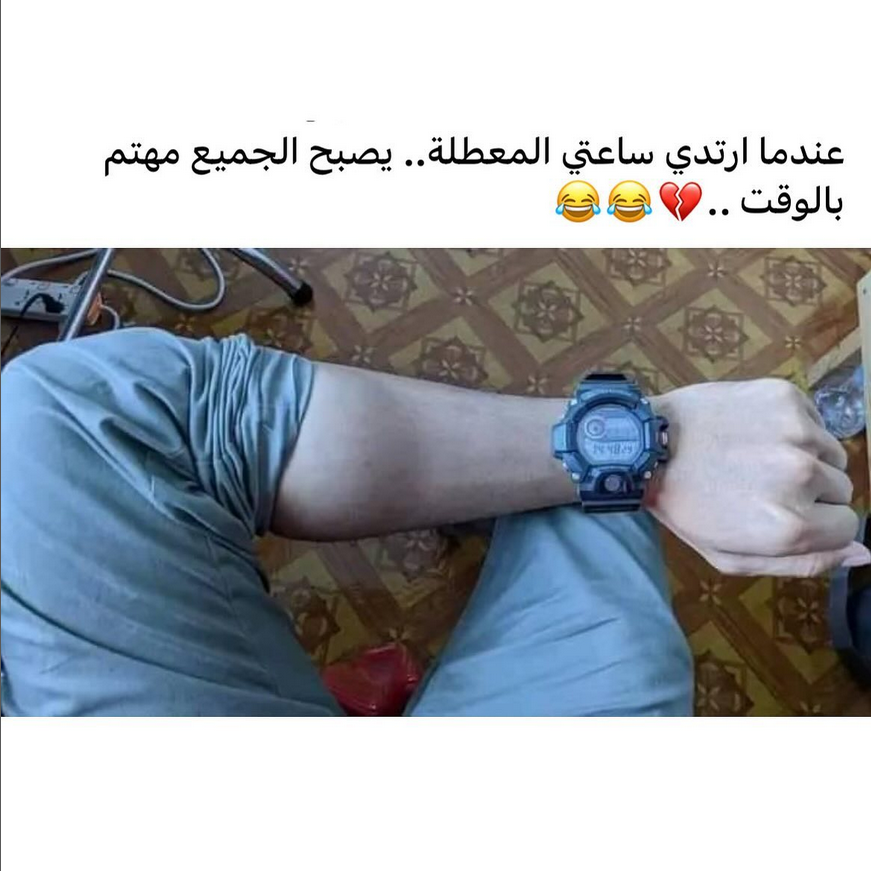 عندما ارتدي ساعتي المعطلة.. يصبح الجميع مهتم
بالوقت ..💔😂😂